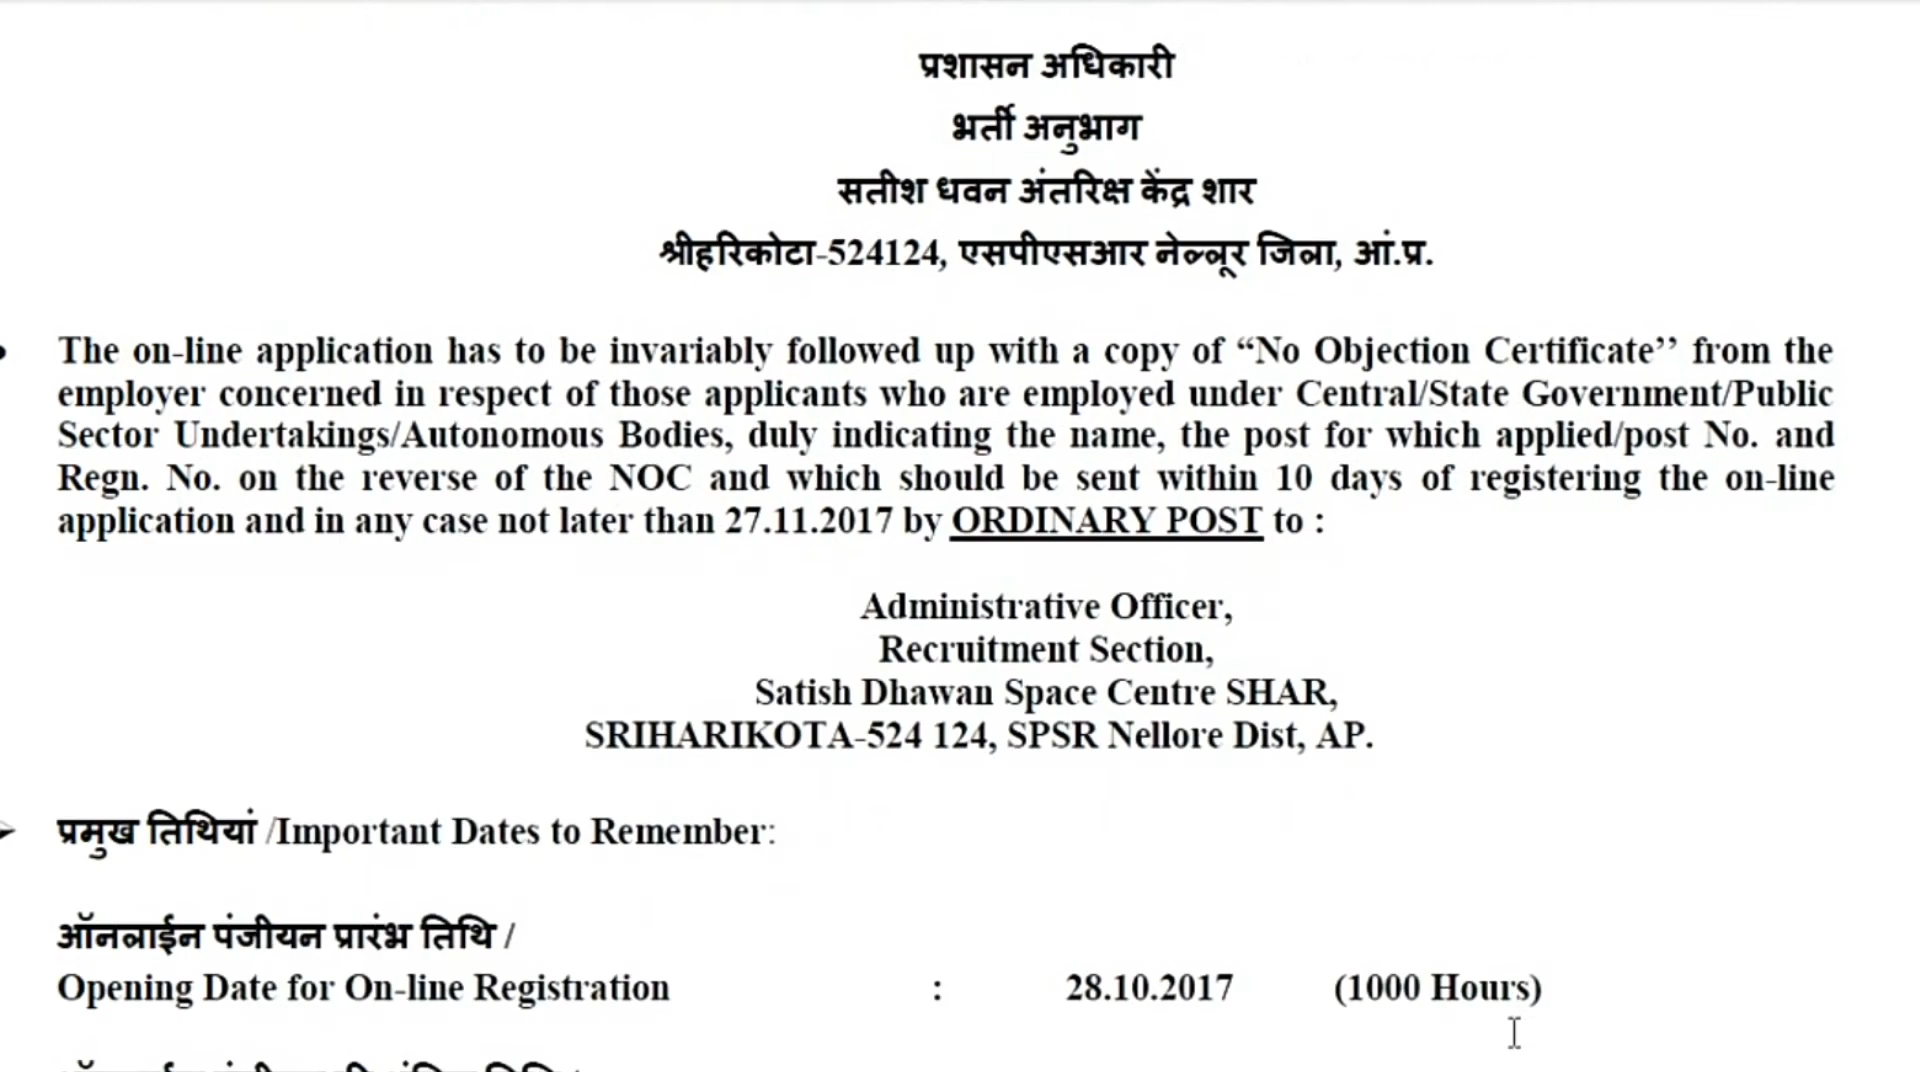 प्रशासन अधिकारी
भर्ती अनुभाग
सतीश धवन अंतरिक्ष केंद्र शार
श्रीहरिकोटा-524124, एसपीएसआर नेल्लूर जिला, आं.प्र.
The on-line application has to be invariably followed up with a copy of “No Objection Certificate’’ from the
employer concerned in respect of those applicants who are employed under Central/State Government/Public
Sector Undertakings/Autonomous Bodies, duly indicating the name, the post for which applied/post No. and
Regn. No. on the reverse of the NOC and which should be sent within 10 days of registering the on-line
application and in any case not later than 27.11.2017 by ORDINARY POST to :
Administrative Officer,
Recruitment Section,
Satish Dhawan Space Centre SHAR,
SRIHARIKOTA-524 124, SPSR Nellore Dist, AP.
प्रमुख तिथियां /Important Dates to Remember:
ऑनलाईन पंजीयन प्रारंभ तिथि /
Opening Date for On-line Registration : 28.10.2017 (1000 Hours)